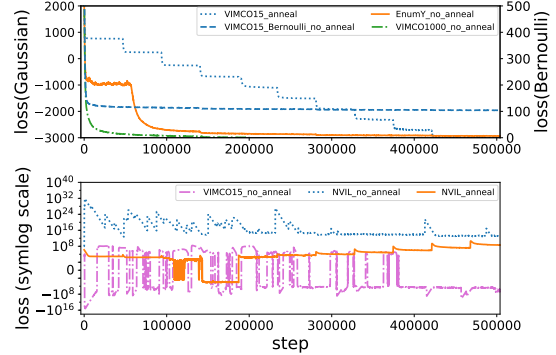 2000
1000
0
−1000
−2000
−3000
loss(Gaussian)
VIMCO15_anneal
VIMCO15_Bernoulli_no_anneal
EnumY_no_anneal
VIMCO1000_no_anneal
500
400
300
200
100
0
loss(Bernoulli)
0 100000 200000 300000 400000 500000
10^40
10^32
10^24
10^16
10^8
0
−10^8
−10^16
loss (symlog scale)
VIMCO15_no_anneal NVIL_no_anneal NVIL_anneal
0 100000 200000 300000 400000 500000
step